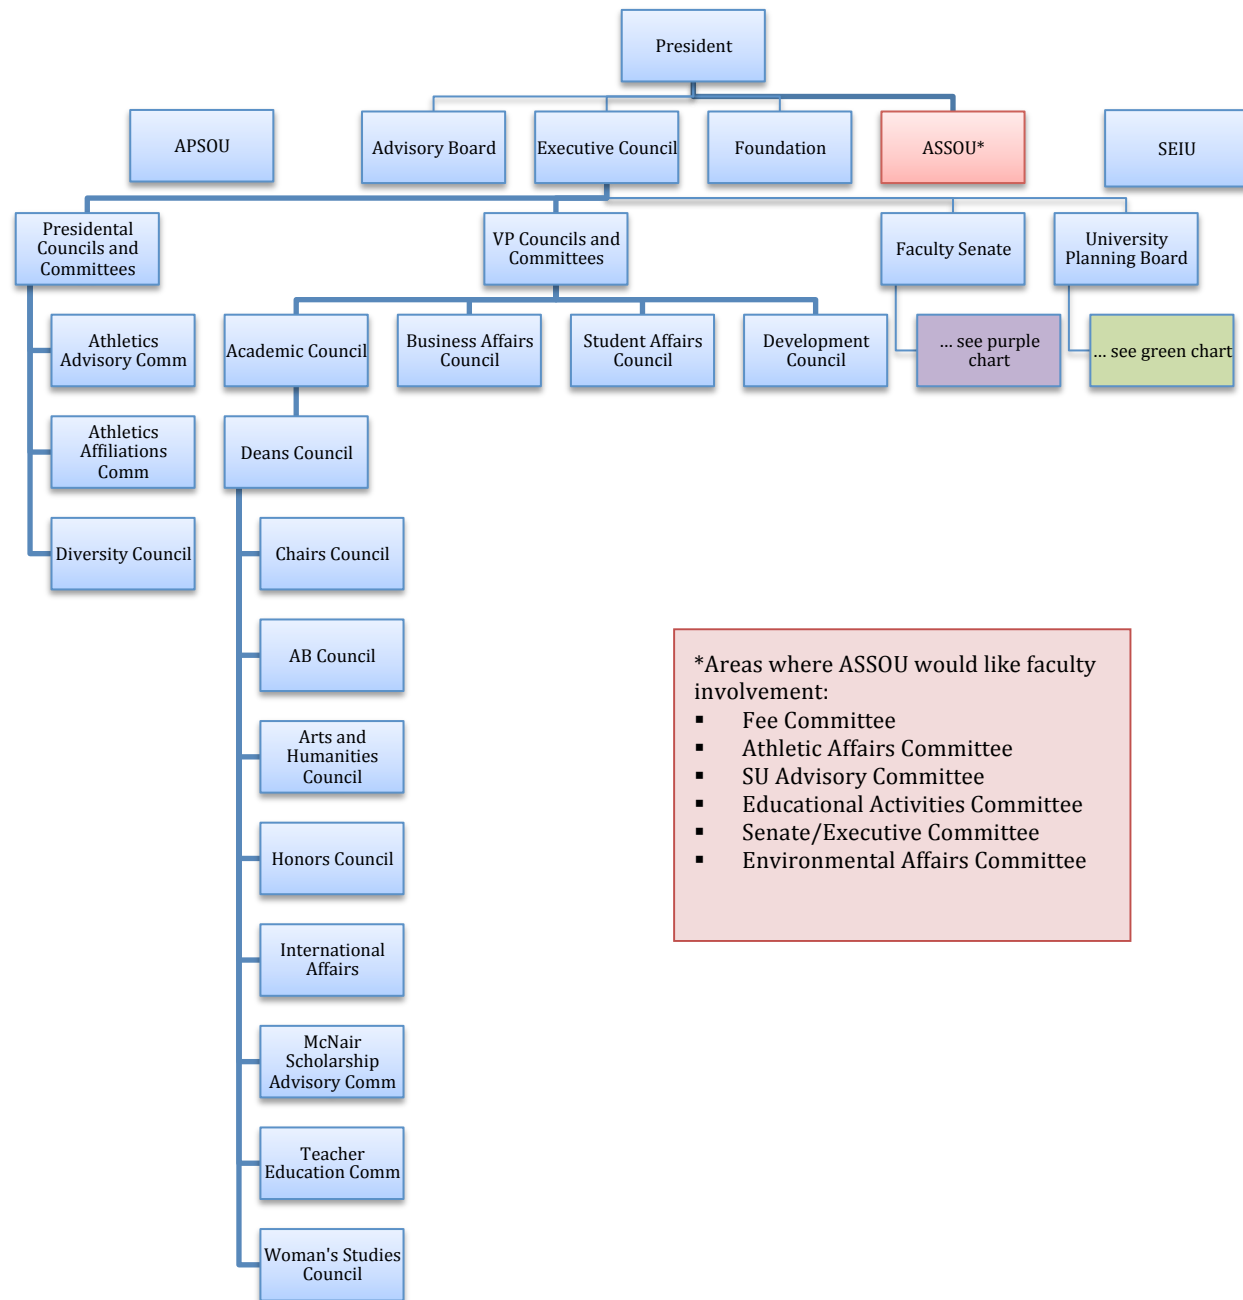 President
APSOU
Advisory Board
Executive Council
Foundation
ASSOU*
SEIU
Presidental
Councils and
Committees
VP Councils and
Committees
Faculty Senate
University
Planning Board
Athletics
Advisory Comm
Academic Council
Business Affairs
Council
Student Affairs
Council
Development
Council
... see purple
chart
... see green chart
Athletics
Affiliations
Comm
Deans Council
Diversity Council
Chairs Council
AB Council
Arts and
Humanities
Council
Honors Council
International
Affairs
McNair
Scholarship
Advisory Comm
Teacher
Education Comm
Woman's Studies
Council
*Areas where ASSOU would like faculty
involvement:
▪ Fee Committee
▪ Athletic Affairs Committee
▪ SU Advisory Committee
▪ Educational Activities Committee
▪ Senate/Executive Committee
▪ Environmental Affairs Committee